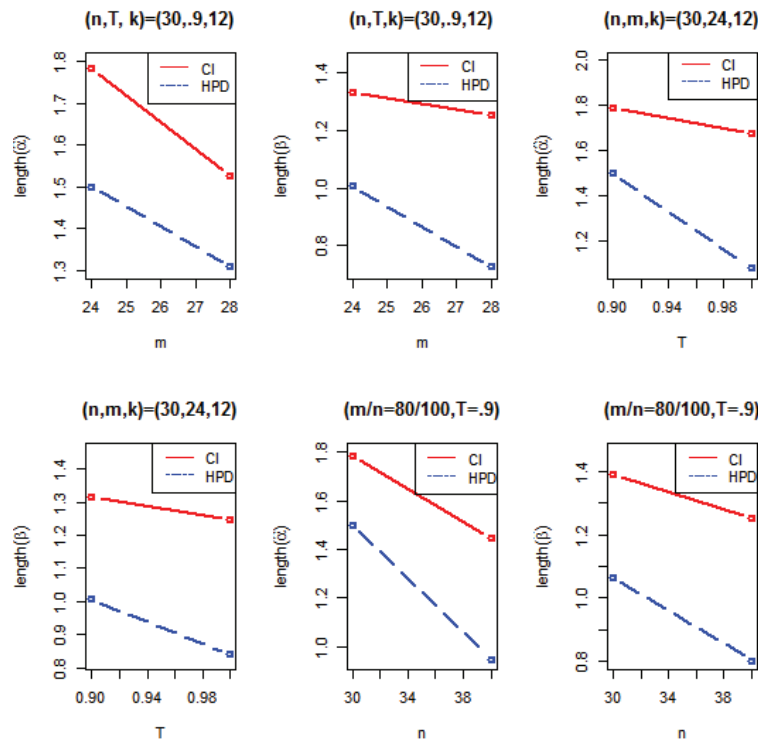 (n,T, k)=(30,.9,12)
length(α̂)
1.8
1.7
1.6
1.5
1.4
1.3
CI
HPD
24 25 26 27 28
m
(n,T,k)=(30,.9,12)
length(β)
1.4
1.2
1.0
0.8
CI
HPD
24 25 26 27 28
m
(n,m,k)=(30,24,12)
length(α̂)
2.0
1.8
1.6
1.4
1.2
CI
HPD
0.90 0.94 0.98
T
(n,m,k)=(30,24,12)
length(β)
1.4
1.3
1.2
1.1
1.0
0.9
0.8
CI
HPD
0.90 0.94 0.98
T
(m/n=80/100,T=.9)
length(α̂)
1.8
1.6
1.4
1.2
1.0
CI
HPD
30 34 38
n
(m/n=80/100,T=.9)
length(β)
1.4
1.2
1.0
0.8
CI
HPD
30 34 38
n